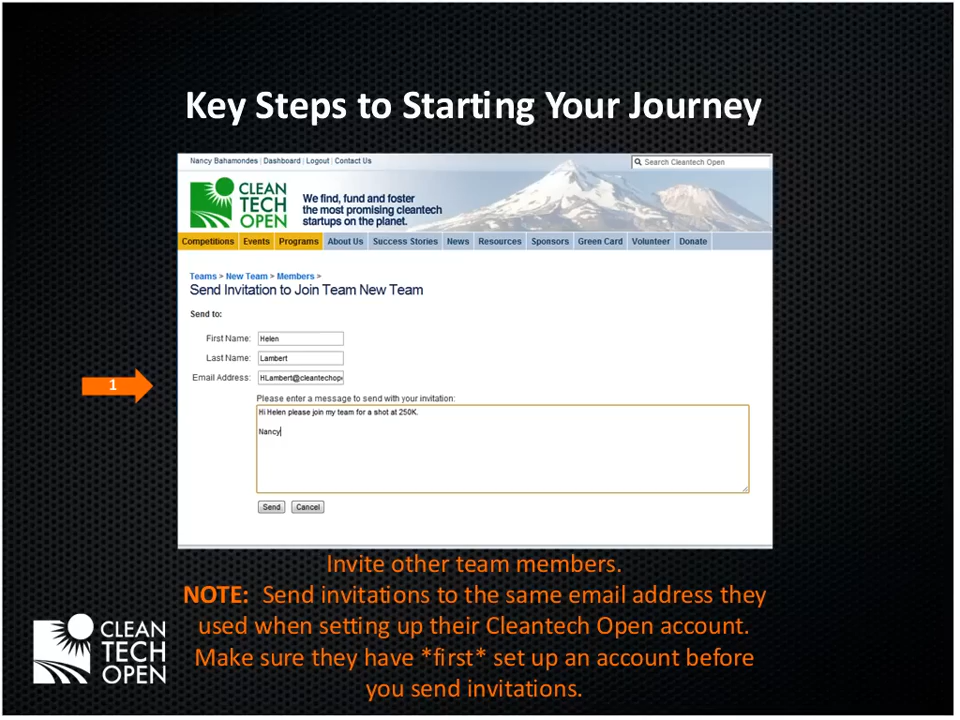 Key Steps to Starting Your Journey
Nancy Bahamondes | Dashboard | Logout | Contact Us
Search Cleantech Open
CLEAN
TECH
OPEN
We find, fund and foster
the most promising cleantech
startups on the planet.
Competitions Events Programs About Us Success Stories News Resources Sponsors Green Card Volunteer Donate
Teams > New Team > Members >
Send Invitation to Join Team New Team
Send to:
First Name: Helen
Last Name: Lambert
Email Address: HLambert@cleantechope
1
Please enter a message to send with your invitation:
Hi Helen please join my team for a shot at 250K.
Nancy
Send Cancel
Invite other team members.
NOTE: Send invitations to the same email address they
used when setting up their Cleantech Open account.
Make sure they have *first* set up an account before
you send invitations.
CLEAN
TECH
OPEN